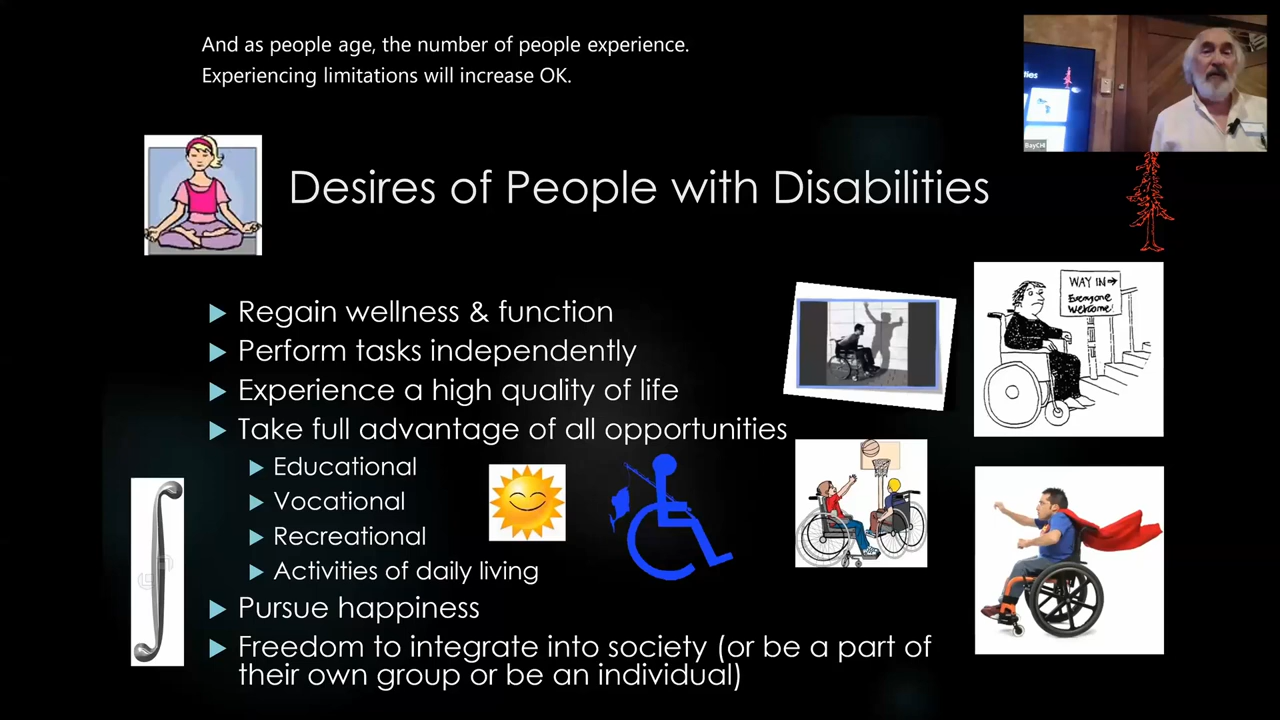 And as people age, the number of people experience.
Experiencing limitations will increase OK.
ties
BayCHI
Desires of People with Disabilities
Regain wellness & function
Perform tasks independently
Experience a high quality of life
Take full advantage of all opportunities
Educational
Vocational
Recreational
Activities of daily living
Pursue happiness
Freedom to integrate into society (or be a part of
their own group or be an individual)
WAY IN→
Everyone
Welcome!